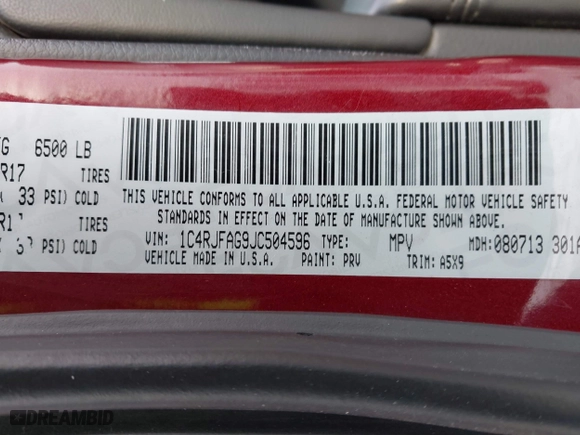 6500 LB
R17 TIRES
33 PSI) COLD
TIRES
PSI) COLD
THIS VEHICLE CONFORMS TO ALL APPLICABLE U.S.A. FEDERAL MOTOR VEHICLE SAFETY
STANDARDS IN EFFECT ON THE DATE OF MANUFACTURE SHOWN ABOVE.
VIN: 1C4RJFAG9JC504596 TYPE: MPV MDH: 080713 301A
VEHICLE MADE IN U.S.A. PAINT: PRV TRIM: A5X9
DREAMBID